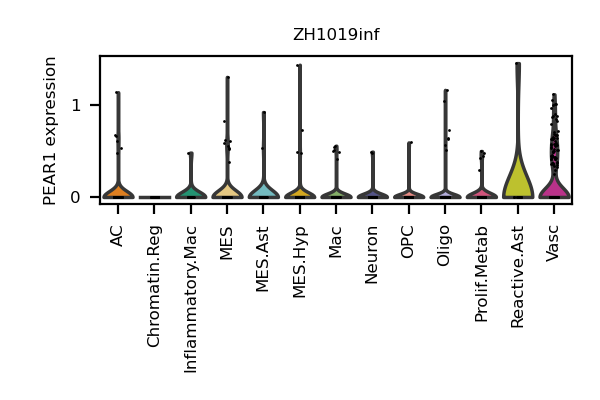 ZH1019inf
PEAR1 expression
1
0
AC
Chromatin.Reg
Inflammatory.Mac
MES
MES.Ast
MES.Hyp
Mac
Neuron
OPC
Oligo
Prolif.Metab
Reactive.Ast
Vasc